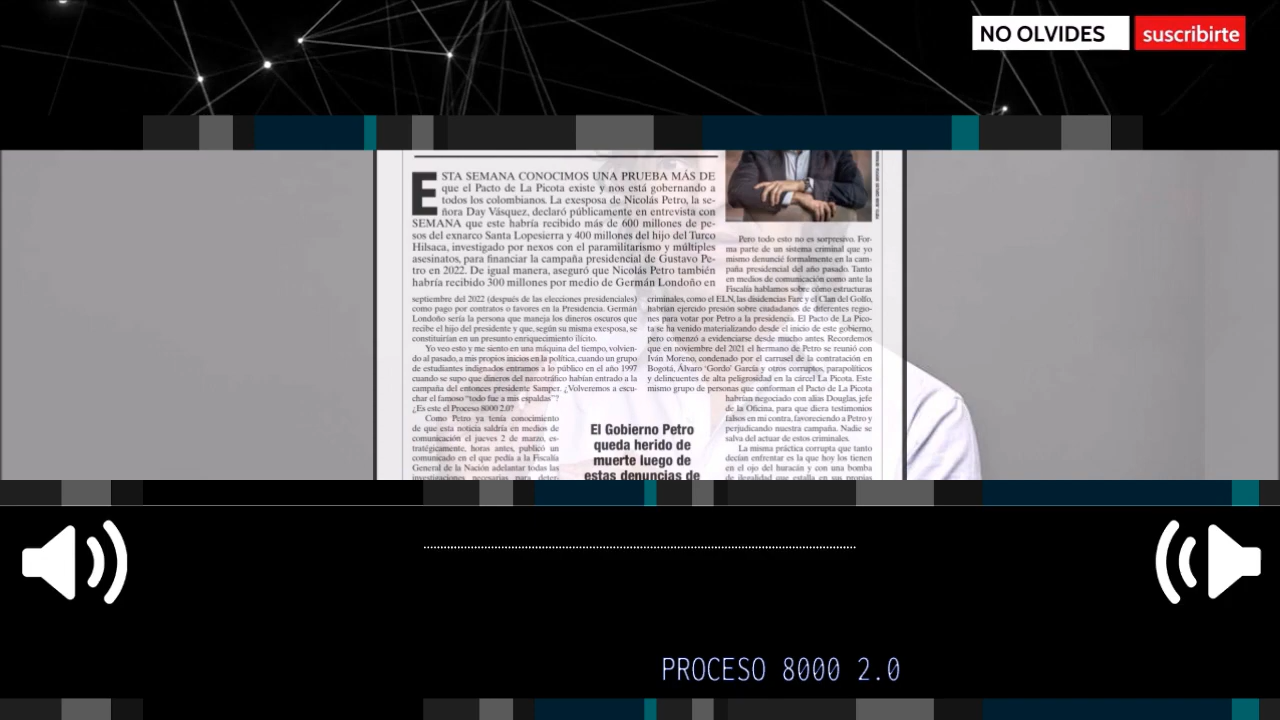 NO OLVIDES suscribirte
ESTA SEMANA CONOCIMOS UNA PRUEBA MÁS DE
que el Pacto de La Picota existe y nos está gobernando a
todos los colombianos. La exesposa de Nicolás Petro, la se-
ñora Day Vásquez, declaró públicamente en entrevista con
SEMANA que este habría recibido más de 600 millones de pe-
sos del exnarco Santa Lopesierra y 400 millones del hijo del Turco
Hilsaca, investigado por nexos con el paramilitarismo y múltiples
asesinatos, para financiar la campaña presidencial de Gustavo Pe-
tro en 2022. De igual manera, aseguró que Nicolás Petro también
habría recibido 300 millones por medio de Germán Londoño en
septiembre del 2022 (después de las elecciones presidenciales)
como pago por contratos o favores en la Presidencia. Germán
Londoño sería la persona que maneja los dineros oscuros que
recibe el hijo del presidente y que, según su misma exesposa, se
constituirían en un presunto enriquecimiento ilícito.
Yo veo esto y me siento en una máquina del tiempo, volvien-
do al pasado, a mis propios inicios en la política, cuando un grupo
de estudiantes indignados entramos a lo público en el año 1997
cuando se supo que dineros del narcotráfico habían entrado a la
campaña del entonces presidente Samper. ¿Volveremos a escu-
char el famoso “todo fue a mis espaldas”?
¿Es este el Proceso 8000 2.0?
Como Petro ya tenía conocimiento
de que esta noticia saldría en medios de
comunicación el jueves 2 de marzo, es-
tratégicamente, horas antes, publicó un
comunicado en el que pedía a la Fiscalía
General de la Nación adelantar todas las
investigaciones necesarias para deter-
El Gobierno Petro
queda herido de
muerte luego de
estas denuncias de
criminales, como el ELN, las disidencias Farc y el Clan del Golfo,
habrían ejercido presión sobre ciudadanos de diferentes regio-
nes para votar por Petro a la presidencia. El Pacto de La Pico-
ta se ha venido materializando desde el inicio de este gobierno,
pero comenzó a evidenciarse desde mucho antes. Recordemos
que en noviembre del 2021 el hermano de Petro se reunió con
Iván Moreno, condenado por el carrusel de la contratación en
Bogotá, Álvaro ‘Gordo’ García y otros corruptos, parapolíticos
y delincuentes de alta peligrosidad en la cárcel La Picota. Este
mismo grupo de personas que conforman el Pacto de La Picota
Pero todo esto no es sorpresivo. For-
ma parte de un sistema criminal que yo
mismo denuncié formalmente en la cam-
paña presidencial del año pasado. Tanto
en medios de comunicación como ante la
Fiscalía hablamos sobre cómo estructuras
habrían negociado con alias Douglas, jefe
de la Oficina, para que diera testimonios
falsos en mi contra, favoreciendo a Petro y
perjudicando nuestra campaña. Nadie se
salva del actuar de estos criminales.
La misma práctica corrupta que tanto
decían enfrentar es la que hoy los tienen
en el ojo del huracán y con una bomba
de ilegalidad que estalla en sus propias
PROCESO 8000 2.0